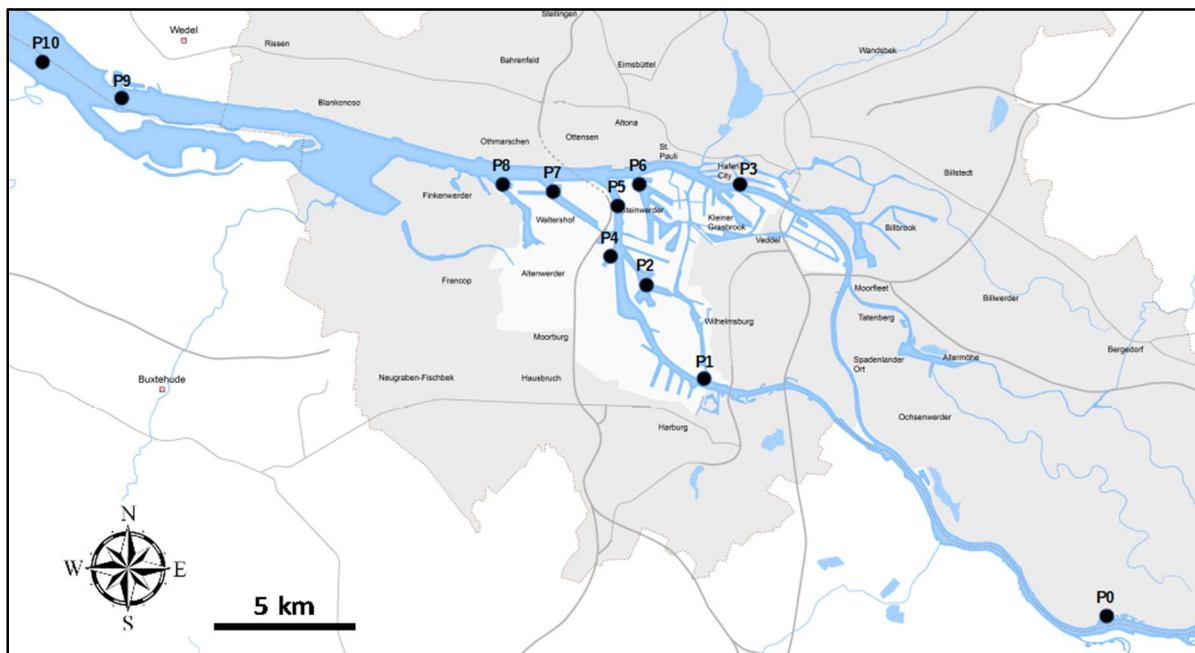 Stellingen
Wedel
P10
Rissen
Wandsbek
Bahrenfeld
Eimsbüttel
P9
Blankenese
Altona
Othmarschen
Ottensen
St.
Pauli
P8
P7
P6
Hafen
City
P3
Billstedt
Finkenwerder
P5
Steinwerder
Waltershof
Kleiner
Grasbrook
Billbrook
Veddel
P4
P2
Altenwerder
Francop
Moorfleet
Billwerder
Tatenberg
Wilhelmsburg
Moorburg
Bergedorf
Spadenlander
Ort
Allermöhe
P1
Buxtehude
Neugraben-Fischbek
Hausbruch
Ochsenwerder
Harburg
N
W
E
S
5 km
P0